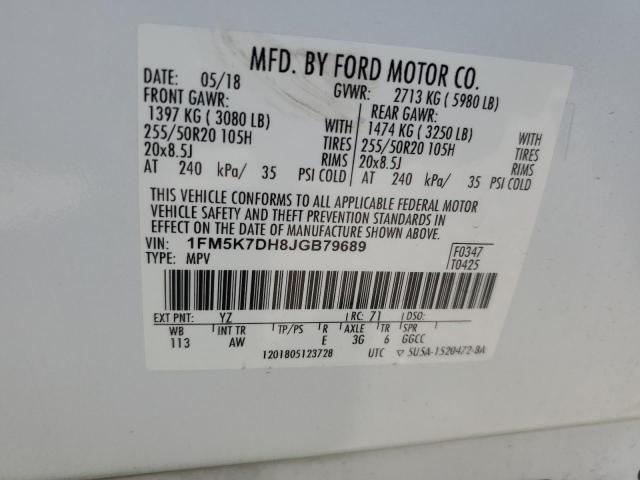 MFD. BY FORD MOTOR CO.
DATE: 05/18 GVWR: 2713 KG ( 5980 LB)
FRONT GAWR: REAR GAWR:
1397 KG ( 3080 LB) WITH 1474 KG ( 3250 LB) WITH
255/50R20 105H TIRES 255/50R20 105H TIRES
20x8.5J RIMS 20x8.5J RIMS
AT 240 kPa/ 35 PSI COLD AT 240 kPa/ 35 PSI COLD
THIS VEHICLE CONFORMS TO ALL APPLICABLE FEDERAL MOTOR
VEHICLE SAFETY AND THEFT PREVENTION STANDARDS IN
EFFECT ON THE DATE OF MANUFACTURE SHOWN ABOVE.
VIN: 1FM5K7DH8JGB79689 F0347
TYPE: MPV T0425
EXT PNT: YZ RC: 71 DSO:
WB INT TR TP/PS R AXLE TR SPR
113 AW E 3G 6 GGCC
1201805123728 UTC ▽ 5USA-1520472-BA